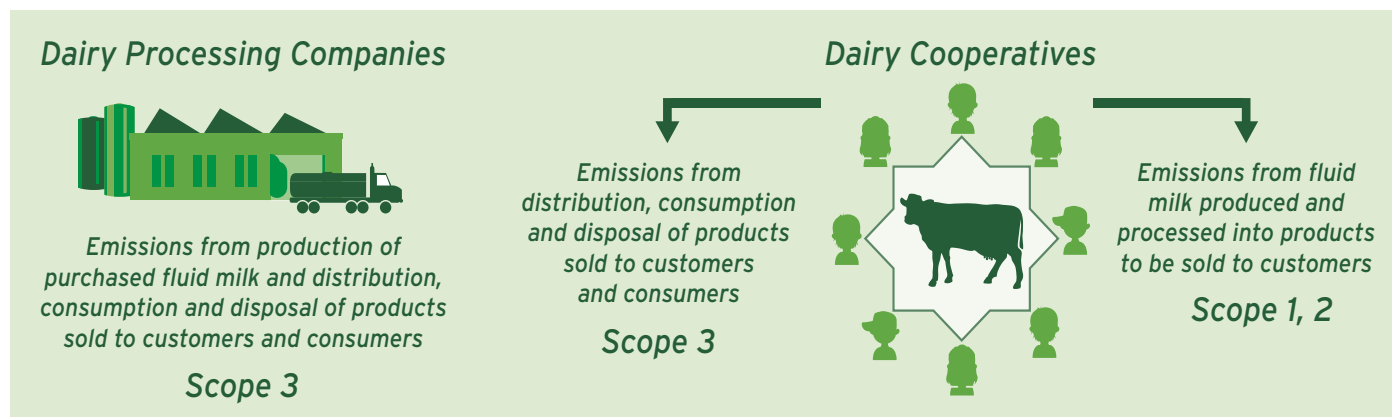 Dairy Processing Companies
Emissions from production of
purchased fluid milk and distribution,
consumption and disposal of products
sold to customers and consumers
Scope 3
Dairy Cooperatives
Emissions from
distribution, consumption
and disposal of products
sold to customers
and consumers
Scope 3
Emissions from fluid
milk produced and
processed into products
to be sold to customers
Scope 1, 2